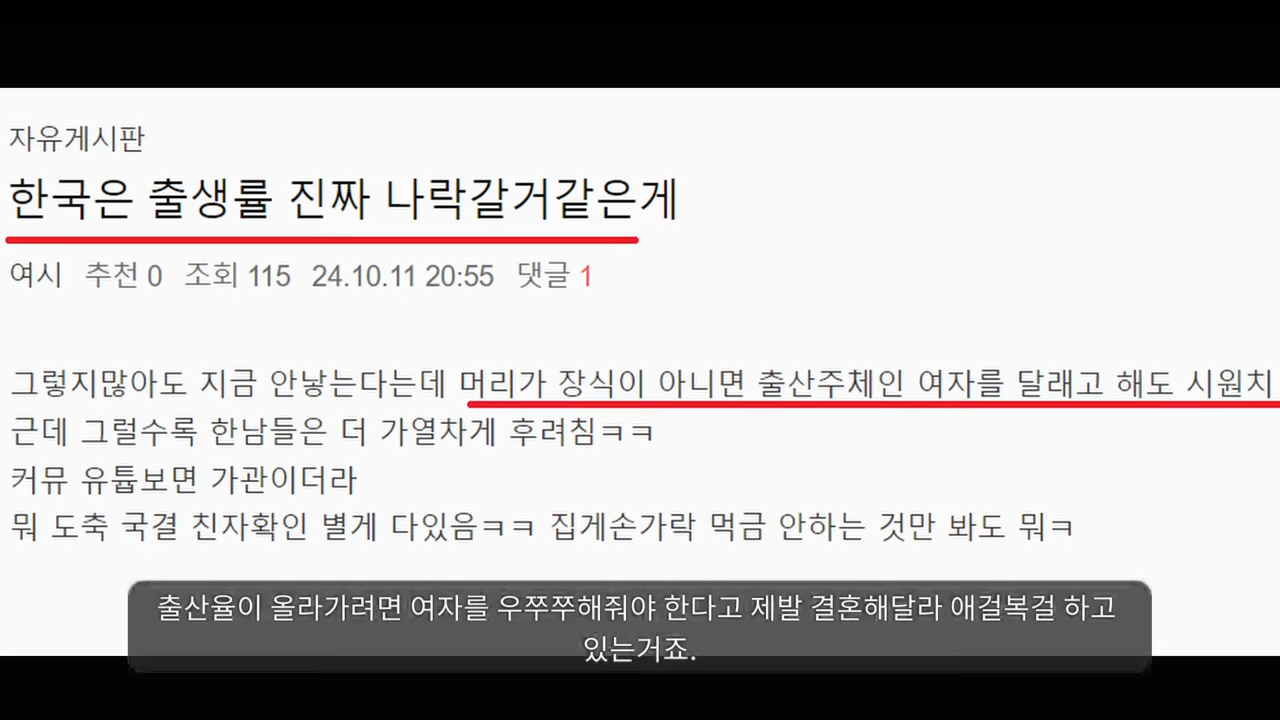 자유게시판
한국은 출생률 진짜 나락갈거같은게
여시 추천 0 조회 115 24.10.11 20:55 댓글 1
그렇지많아도 지금 안낳는다는데 머리가 장식이 아니면 출산주체인 여자를 달래고 해도 시원치
근데 그럴수록 한남들은 더 가열차게 후려침ㅋㅋ
커뮤 유튭보면 가관이더라
뭐 도축 국결 친자확인 별게 다있음ㅋㅋ 집게손가락 먹금 안하는 것만 봐도 뭐ㅋ
출산율이 올라가려면 여자를 우쭈쭈해줘야 한다고 제발 결혼해달라 애걸복걸 하고
있는거죠.